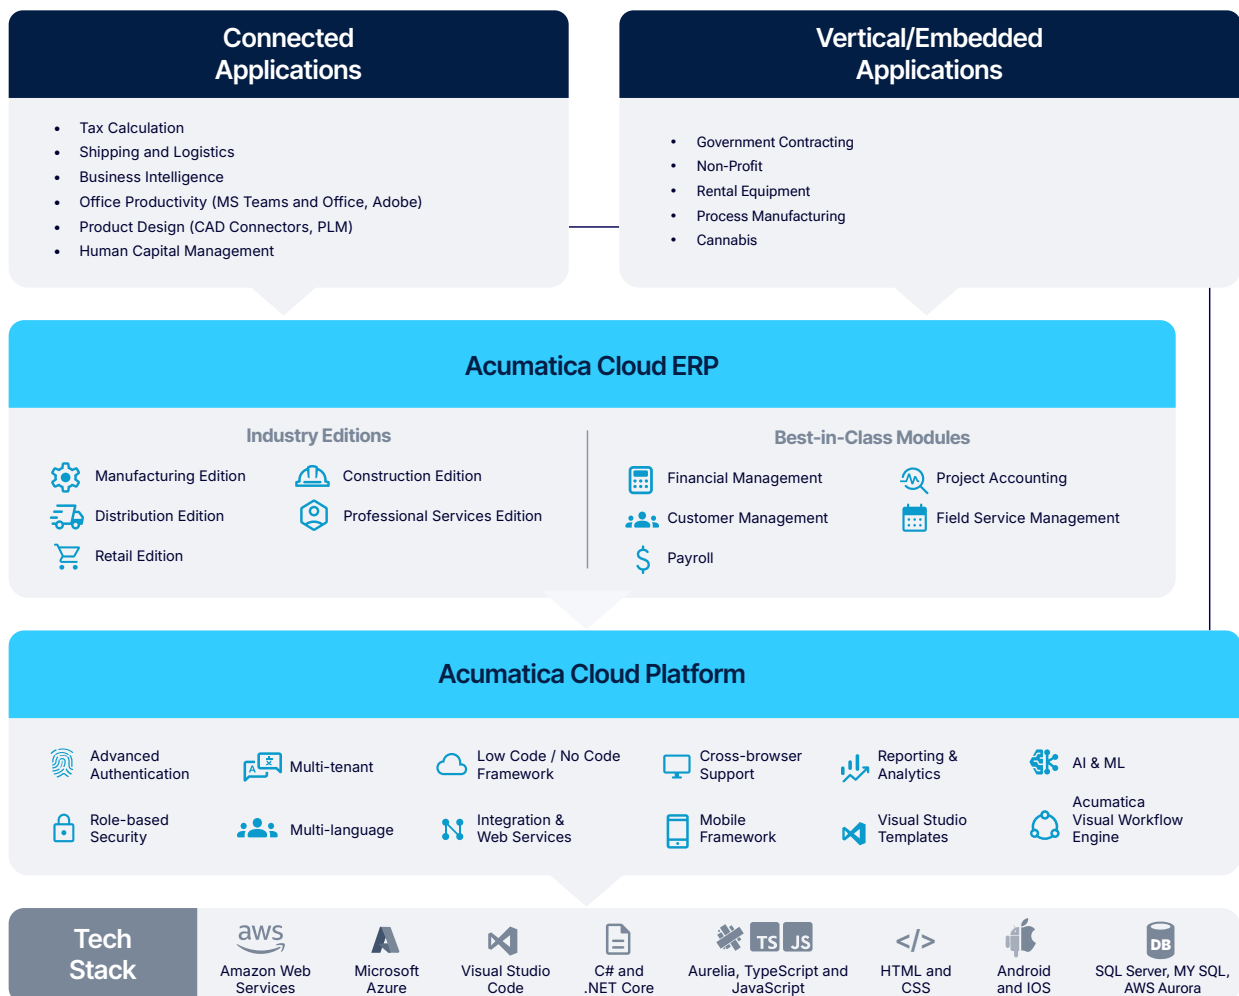 Connected
Applications
• Tax Calculation
• Shipping and Logistics
• Business Intelligence
• Office Productivity (MS Teams and Office, Adobe)
• Product Design (CAD Connectors, PLM)
• Human Capital Management
Vertical/Embedded
Applications
• Government Contracting
• Non-Profit
• Rental Equipment
• Process Manufacturing
• Cannabis
Acumatica Cloud ERP
Industry Editions
Manufacturing Edition
Distribution Edition
Retail Edition
Construction Edition
Professional Services Edition
Best-in-Class Modules
Financial Management
Customer Management
Payroll
Project Accounting
Field Service Management
Acumatica Cloud Platform
Advanced
Authentication
A
Multi-tenant
Low Code / No Code
Framework
Cross-browser
Support
Reporting &
Analytics
AI & ML
Role-based
Security
Multi-language
Integration &
Web Services
Mobile
Framework
Visual Studio
Templates
Acumatica
Visual Workflow
Engine
Tech
Stack
aws
Amazon Web
Services
Microsoft
Azure
Visual Studio
Code
C# and
.NET Core
TS JS
Aurelia, TypeScript and
JavaScript
</>
HTML and
CSS
Android
and IOS
DB
SQL Server, MY SQL,
AWS Aurora